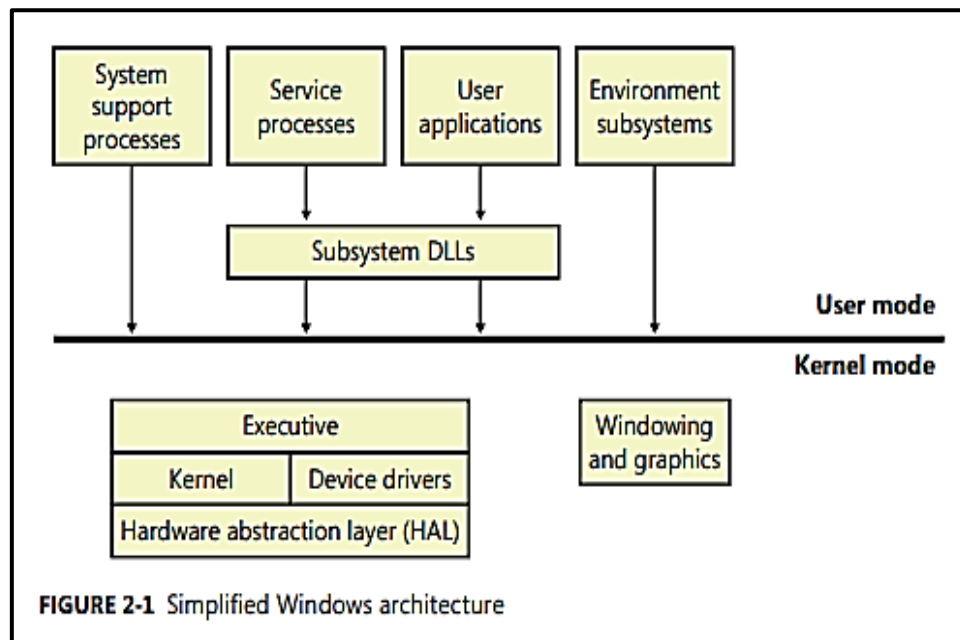 System
support
processes
Service
processes
User
applications
Environment
subsystems
Subsystem DLLs
User mode
Kernel mode
Executive
Kernel
Device drivers
Hardware abstraction layer (HAL)
Windowing
and graphics
FIGURE 2-1 Simplified Windows architecture